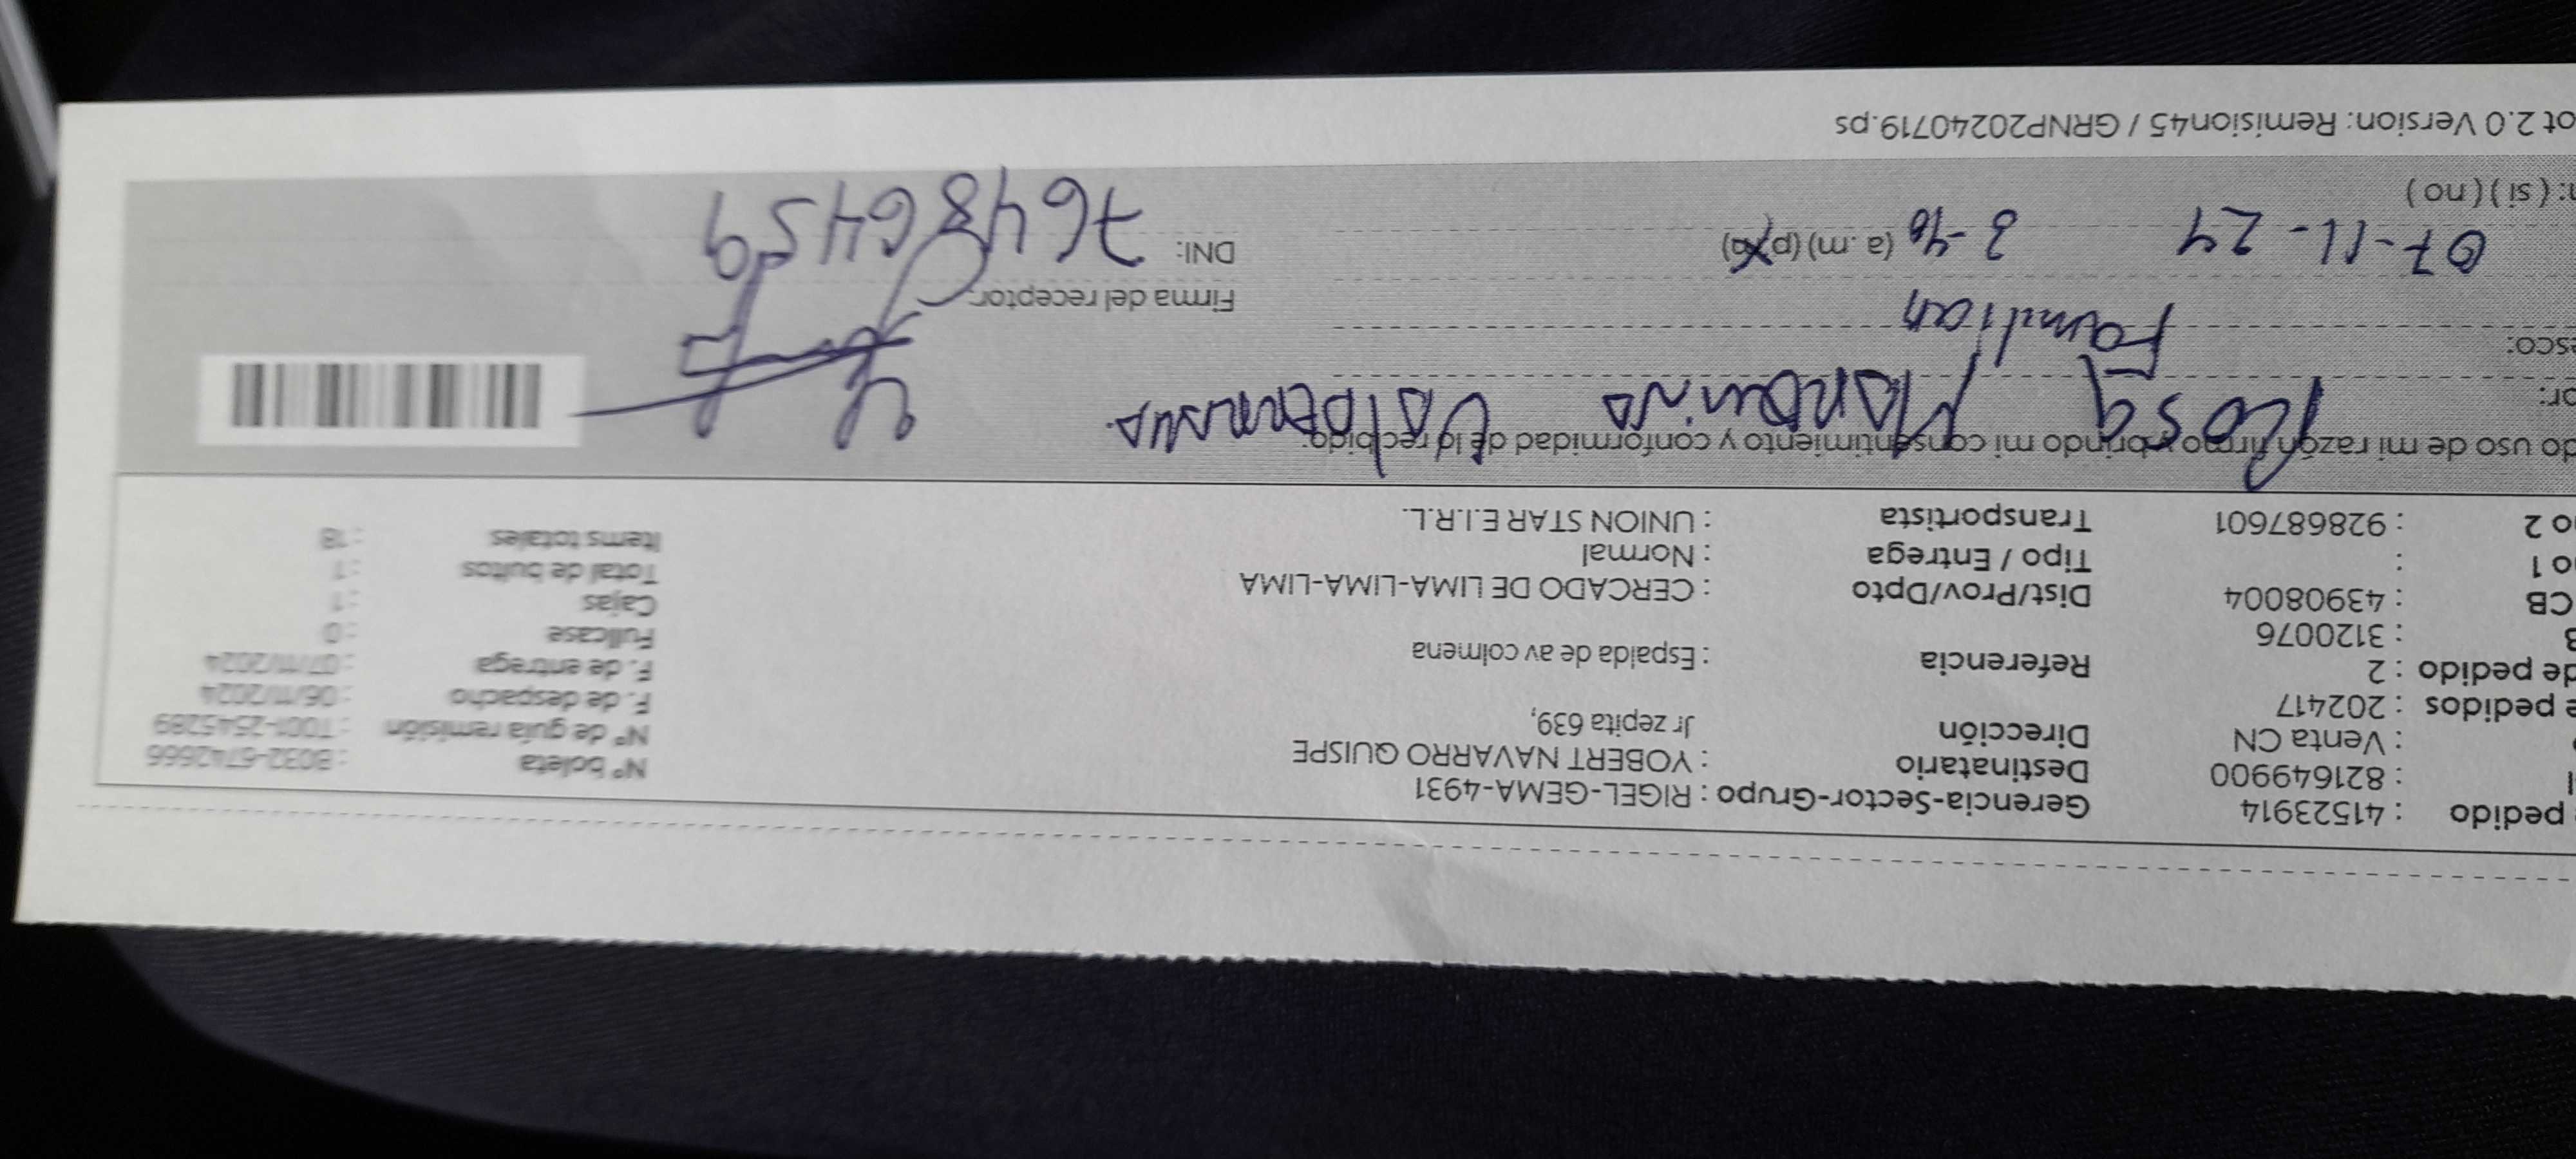 pedido : 41523914 Gerencia-Sector-Grupo : RIGEL-GEMA-4931 N° boleta : B032-6742666
: 821649900 Destinatario : YOBERT NAVARRO QUISPE N° de guía remisión : T001-2545289
: Venta CN Dirección Jr zepita 639, F. de despacho : 06/11/2024
pedidos : 202417 F. de entrega : 07/11/2024
de pedido : 2 Referencia : Espalda de av colmena Fullcase : 0
: 3120076 Cajas : 1
CB : 43908004 Dist/Prov/Dpto : CERCADO DE LIMA-LIMA-LIMA Total de bultos : 1
o 1 : Tipo / Entrega : Normal Items totales : 18
o 2 : 928687601 Transportista : UNION STAR E.I.R.L.
do uso de mi razón firmo y brindo mi consentimiento y conformidad de lo recibido:
or: Rosa
esco: Familiar Firma del receptor:
07-11-24 3-40 (a.m) (p.m) DNI: 76486459
: ( si ) ( no )
ot 2.0 Version: Remision45 / GRNP20240719.ps